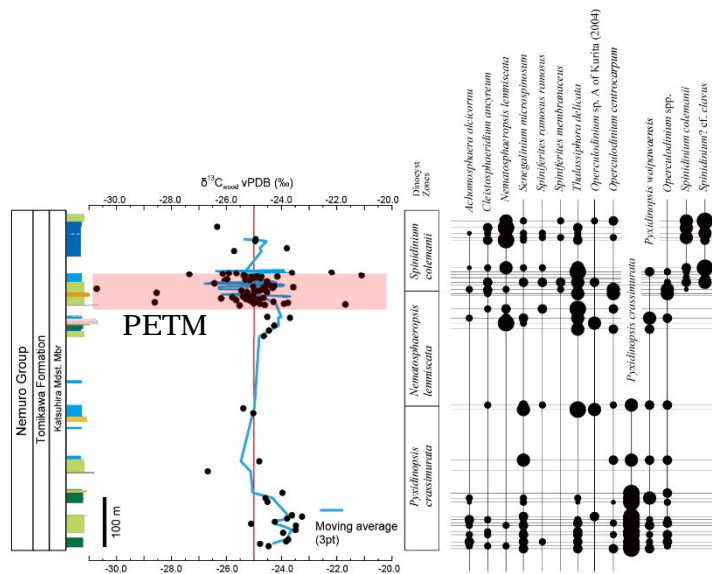 δ13Cwood vPDB (‰)
-30.0 -28.0 -26.0 -24.0 -22.0 -20.0
Dinocyst
Zones
Achomosphaera alcicornu
Cleistosphaeridium ancyreum
Nematosphaeropsis lemniscata
Senegalinium microspinosum
Spiniferites ramosus ramosus
Spiniferites membranaceus
Thalassiphora delicata
Operculodinium sp. A of Kurita (2004)
Operculodinium centrocarpum
Pyxidinopsis crassimurata
Pyxidinopsis waipawaensis
Operculodinium spp.
Spinidinium colemanii
Spinidinium? cf. clavus
Nemuro Group
Tomikawa Formation
Katsuhira Mdst. Mbr
PETM
Spinidinium
colemanii
Nematosphaeropsis
lemniscata
Pyxidinopsis
crassimurata
100 m
Moving average
(3pt)
-30.0 -28.0 -26.0 -24.0 -22.0 -20.0